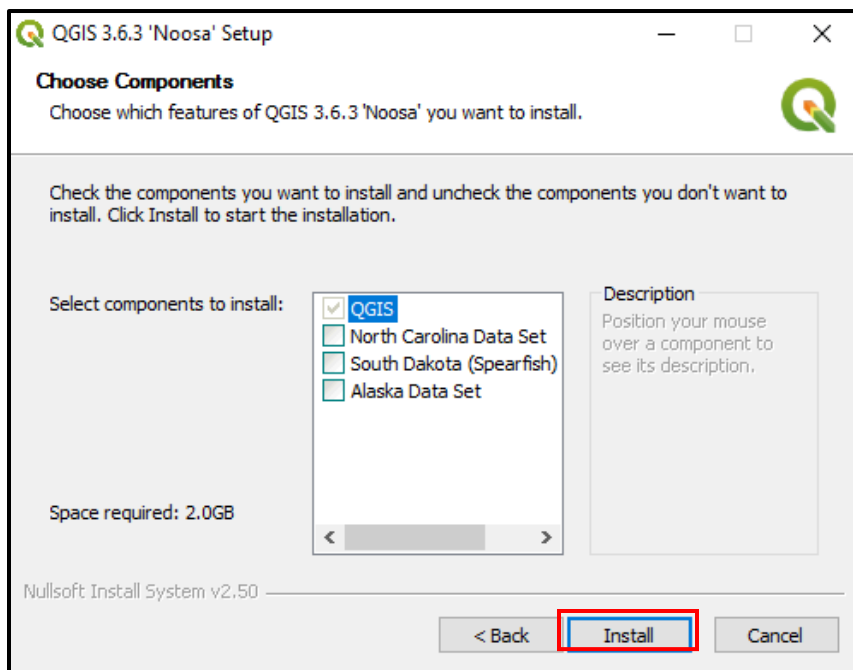 QGIS 3.6.3 'Noosa' Setup
Choose Components
Choose which features of QGIS 3.6.3 'Noosa' you want to install.
Check the components you want to install and uncheck the components you don't want to
install. Click Install to start the installation.
Select components to install:
QGIS
North Carolina Data Set
South Dakota (Spearfish)
Alaska Data Set
Description
Position your mouse
over a component to
see its description.
Space required: 2.0GB
Nullsoft Install System v2.50
< Back
Install
Cancel